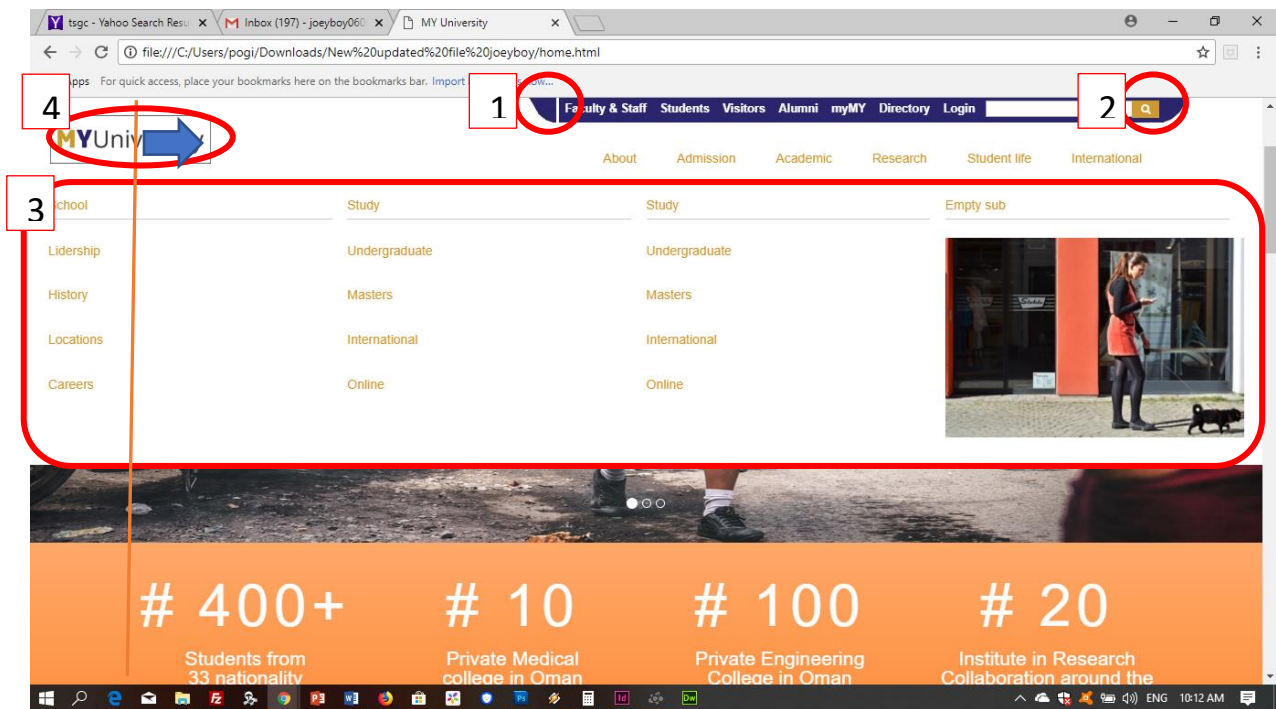 tsgc - Yahoo Search Resu
Inbox (197) - joeyboy060
MY University
file:///C:/Users/pogi/Downloads/New%20updated%20file%20joeyboy/home.html
Apps For quick access, place your bookmarks here on the bookmarks bar. Import
4
1
2
Faculty & Staff Students Visitors Alumni myMY Directory Login
MYUniv
About Admission Academic Research Student life International
3
School Study Study Empty sub
Lidership Undergraduate Undergraduate
History Masters Masters
Locations International International
Careers Online Online
# 400+ # 10 # 100 # 20
Students from Private Medical Private Engineering Institute in Research
33 nationality college in Oman College in Oman Collaboration around the
ENG 10:12 AM